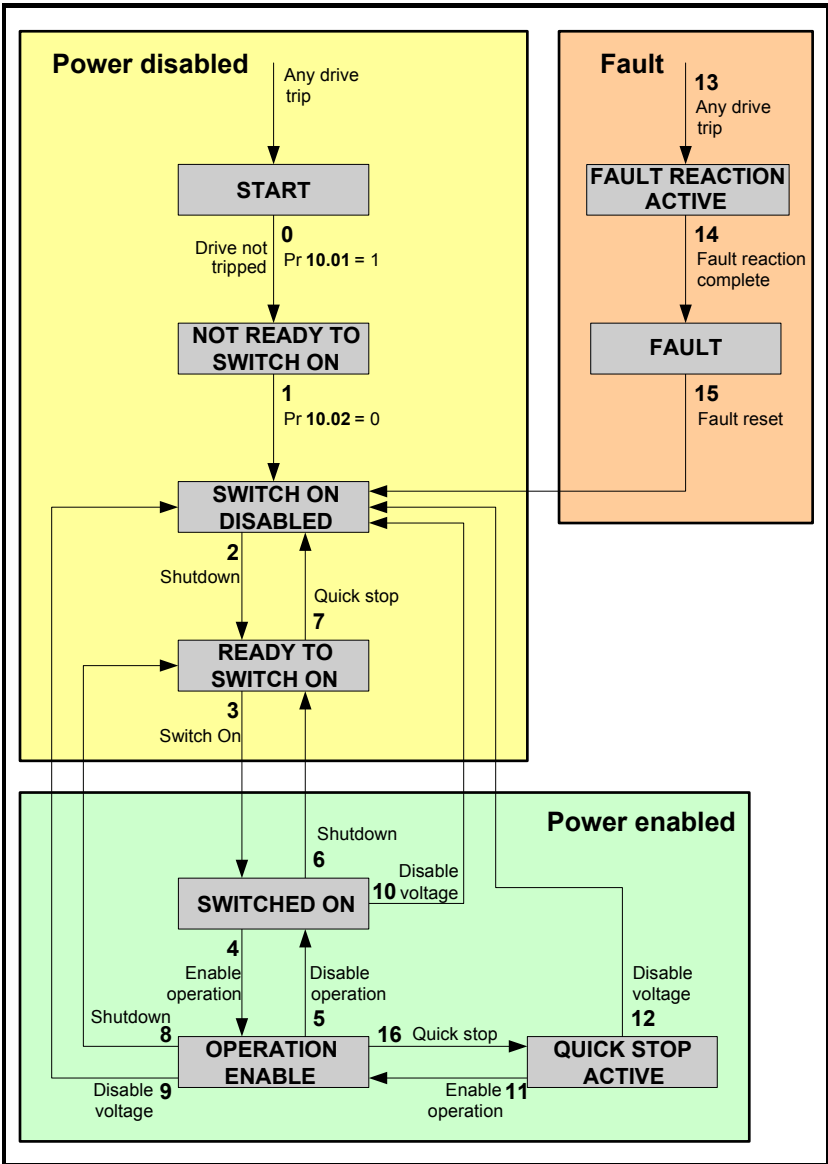 Power disabled
Any drive
trip
START
0
Drive not
tripped
Pr 10.01 = 1
NOT READY TO
SWITCH ON
1
Pr 10.02 = 0
SWITCH ON
DISABLED
2
Shutdown
Quick stop
7
READY TO
SWITCH ON
3
Switch On
Fault
13
Any drive
trip
FAULT REACTION
ACTIVE
14
Fault reaction
complete
FAULT
15
Fault reset
Power enabled
Shutdown
6
Disable
10 voltage
SWITCHED ON
4
Enable
operation
Disable
operation
5
Shutdown
8
OPERATION
ENABLE
Disable
voltage
9
16 Quick stop
Enable
operation
11
Disable
voltage
12
QUICK STOP
ACTIVE